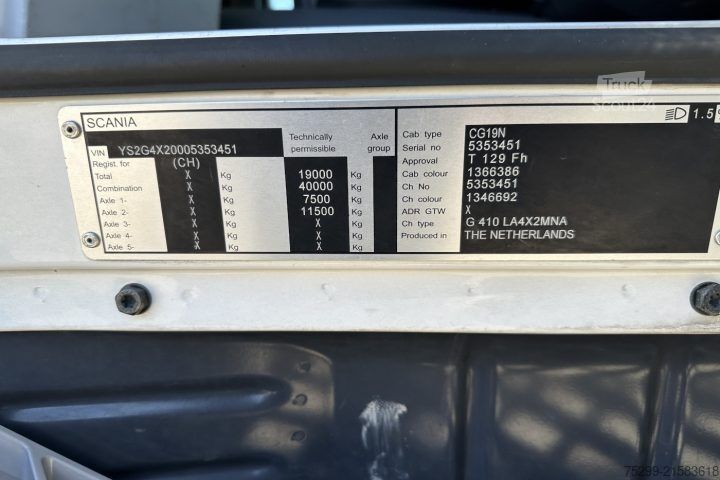 Truck
Scout24
SCANIA
VIN YS2G4X20005353451
Technically permissible
Axle group
Regist. for (CH)
Total X Kg 19000 Kg
Combination X Kg 40000 Kg
Axle 1- X Kg 7500 Kg
Axle 2- X Kg 11500 Kg
Axle 3- X Kg X Kg
Axle 4- X Kg X Kg
Axle 5- X Kg X Kg
Cab type CG19N
Serial no 5353451
Approval T 129 Fh
Cab colour 1366386
Ch No 5353451
Ch colour 1346692
ADR GTW X
Ch type G 410 LA4X2MNA
Produced in THE NETHERLANDS
1.5
75299-21583618